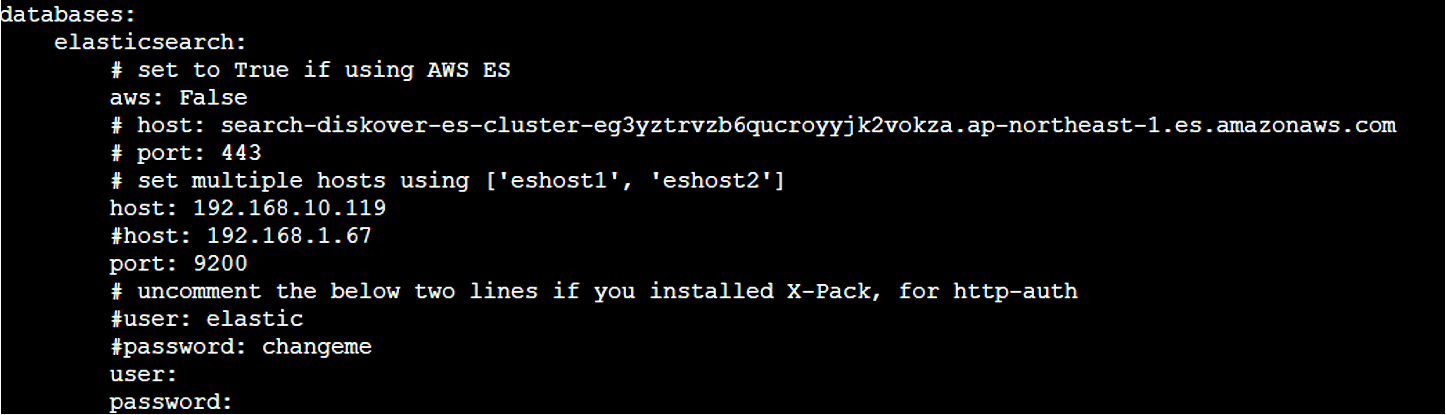 databases:
elasticsearch:
# set to True if using AWS ES
aws: False
# host: search-diskover-es-cluster-eg3yztrvzb6qucroyyjk2vokza.ap-northeast-1.es.amazonaws.com
# port: 443
# set multiple hosts using ['eshost1', 'eshost2']
host: 192.168.10.119
#host: 192.168.1.67
port: 9200
# uncomment the below two lines if you installed X-Pack, for http-auth
#user: elastic
#password: changeme
user:
password: